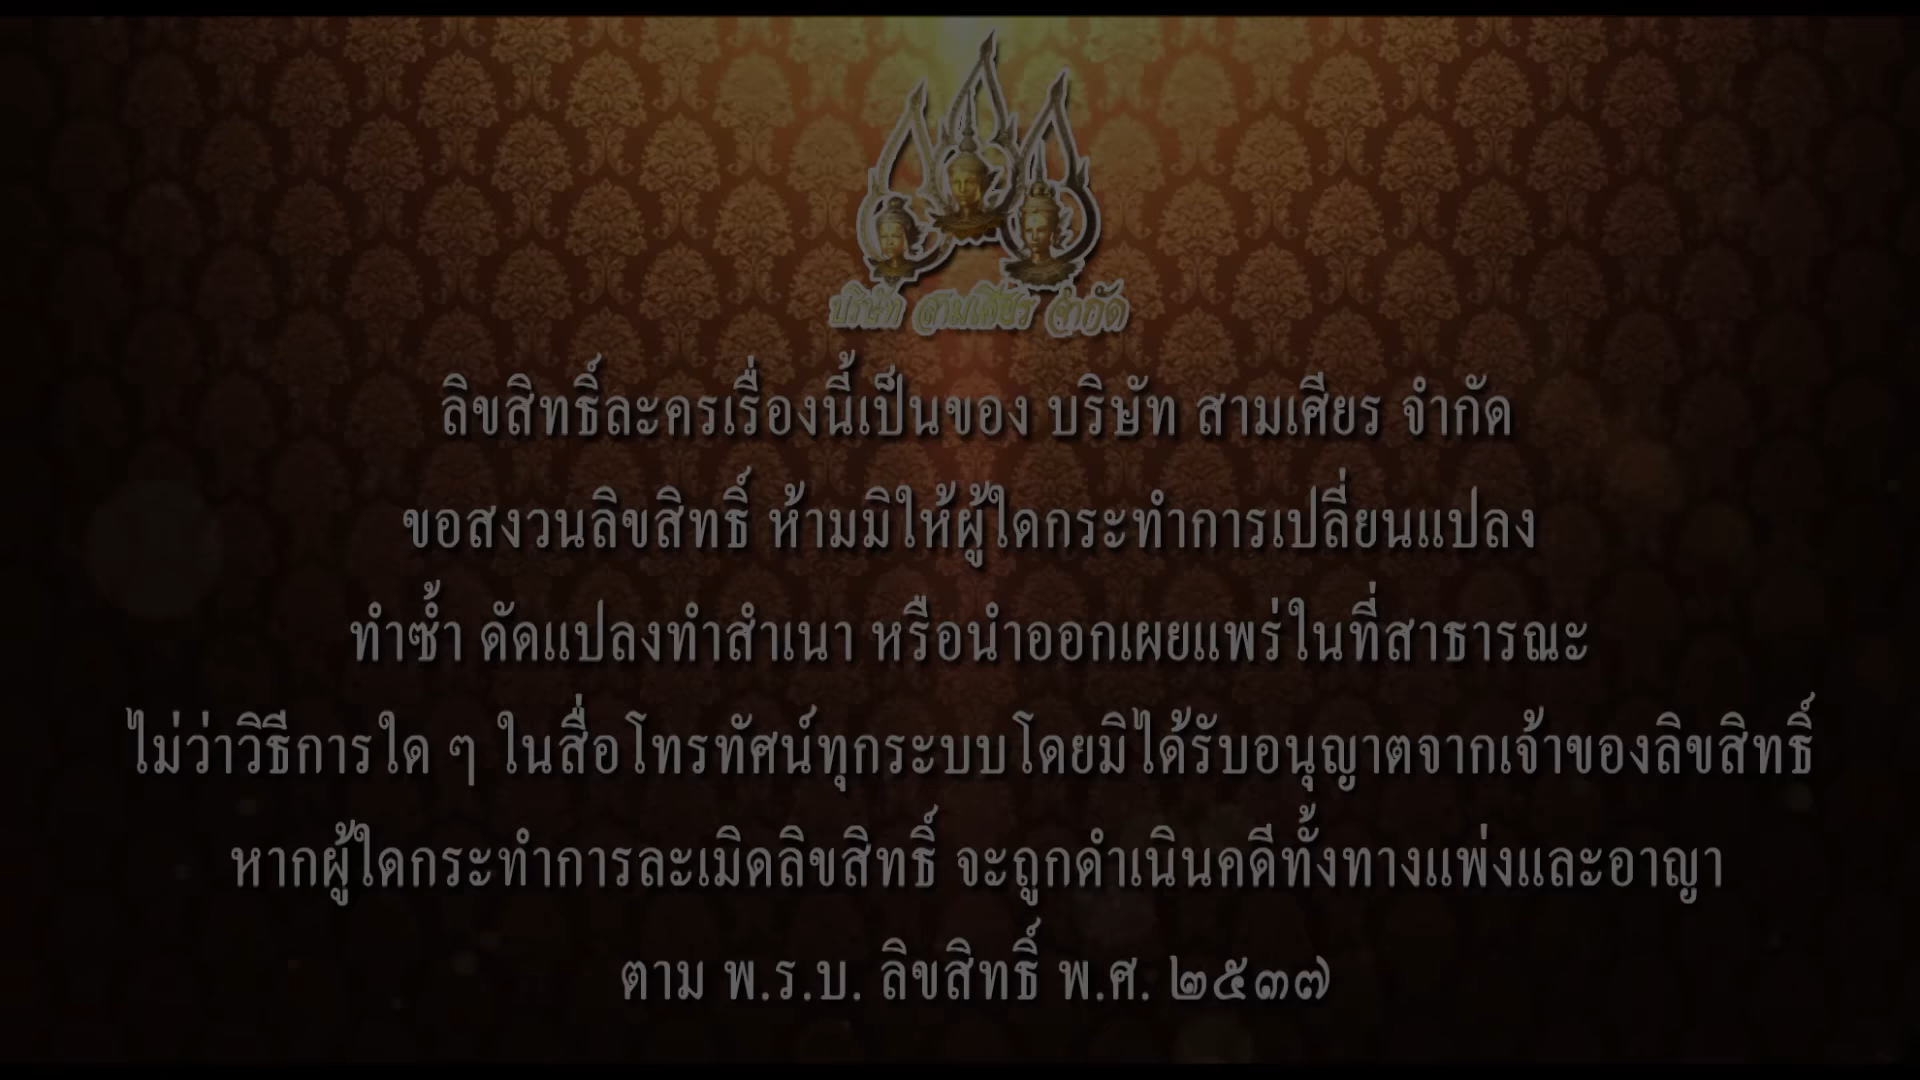 บริษัท สามเศียร จำกัด
ลิขสิทธิ์ละครเรื่องนี้เป็นของ บริษัท สามเศียร จำกัด
ขอสงวนลิขสิทธิ์ ห้ามมิให้ผู้ใดกระทำการเปลี่ยนแปลง
ทำซ้ำ ดัดแปลงทำสำเนา หรือนำออกเผยแพร่ในที่สาธารณะ
ไม่ว่าวิธีการใด ๆ ในสื่อโทรทัศน์ทุกระบบโดยมิได้รับอนุญาตจากเจ้าของลิขสิทธิ์
หากผู้ใดกระทำการละเมิดลิขสิทธิ์ จะถูกดำเนินคดีทั้งทางแพ่งและอาญา
ตาม พ.ร.บ. ลิขสิทธิ์ พ.ศ. ๒๕๓๗